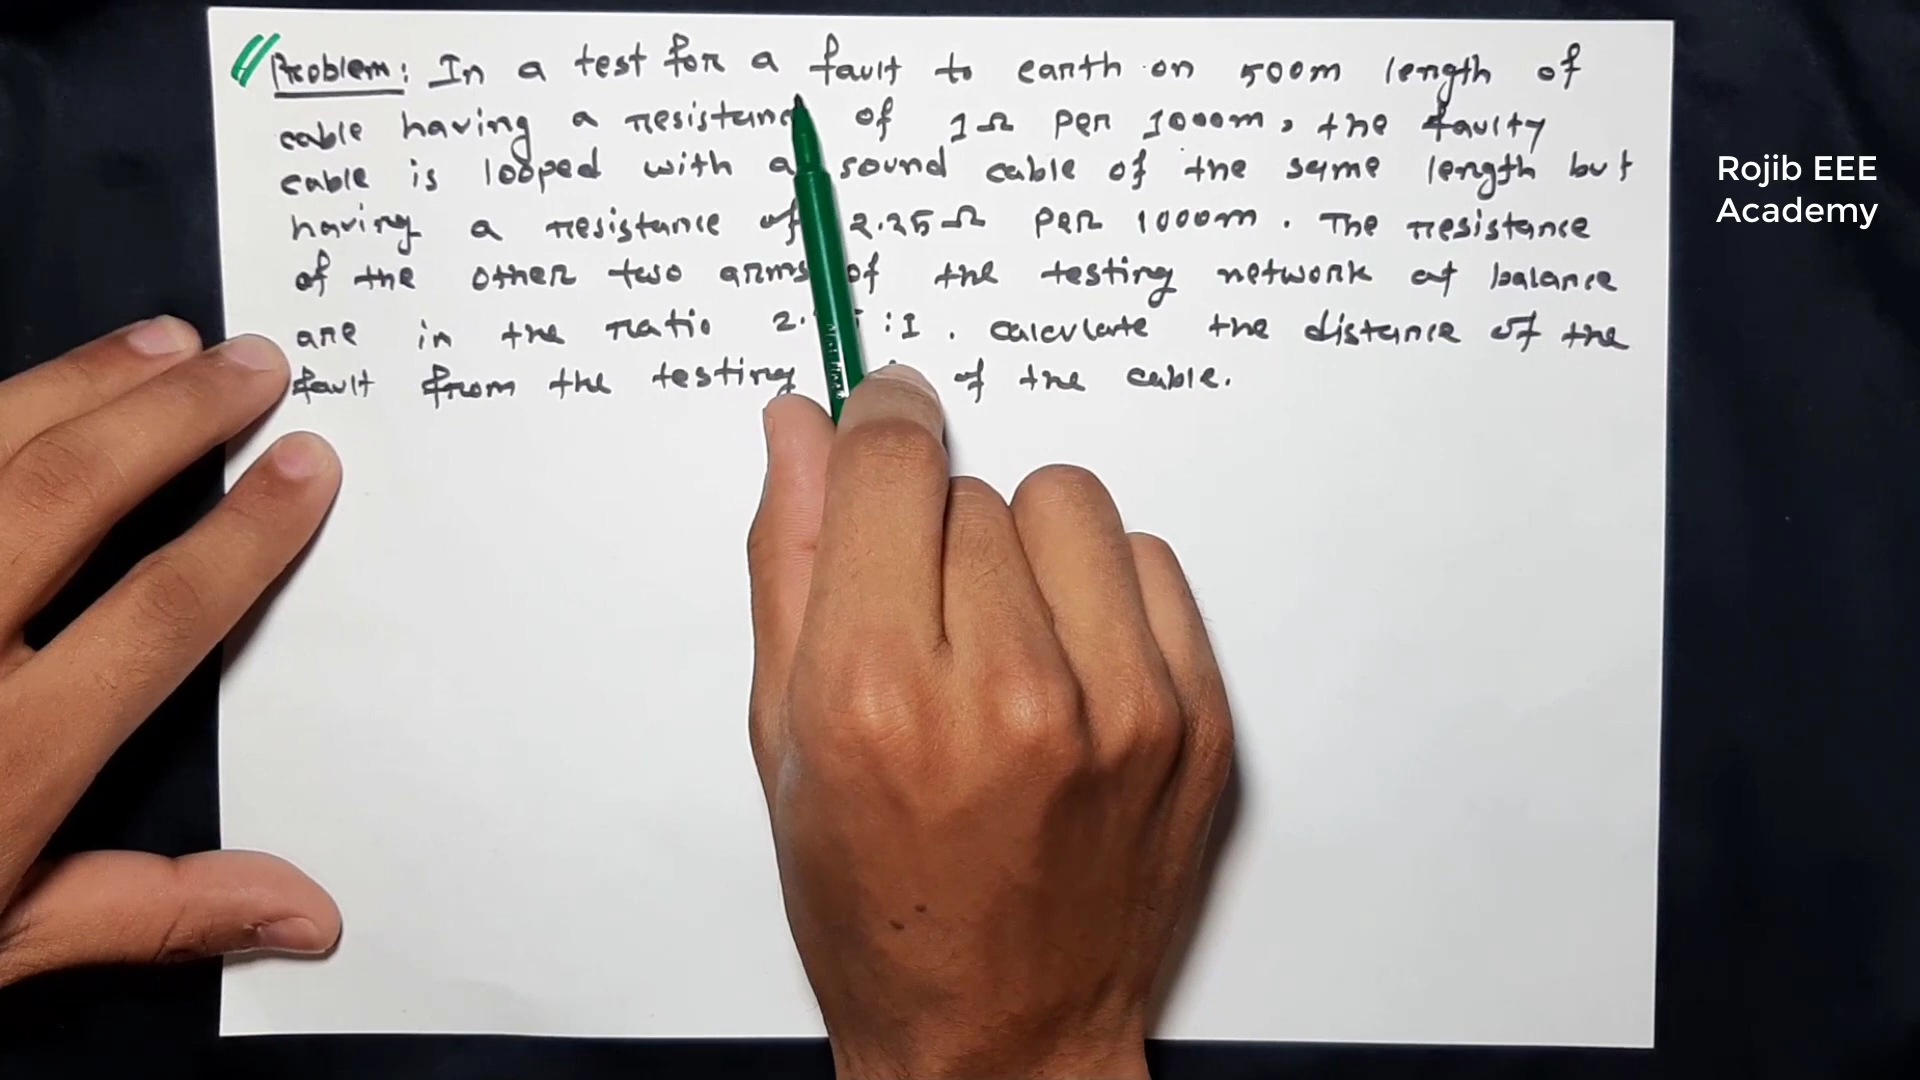 Problem: In a test for a fault to earth on 500m length of
cable having a resistance of 1Ω per 1000m, the faulty
cable is looped with a sound cable of the same length but
having a resistance of 2.25Ω per 1000m. The resistance
of the other two arms of the testing network at balance
are in the ratio :1. calculate the distance of the
fault from the testing of the cable.
Rojib EEE
Academy